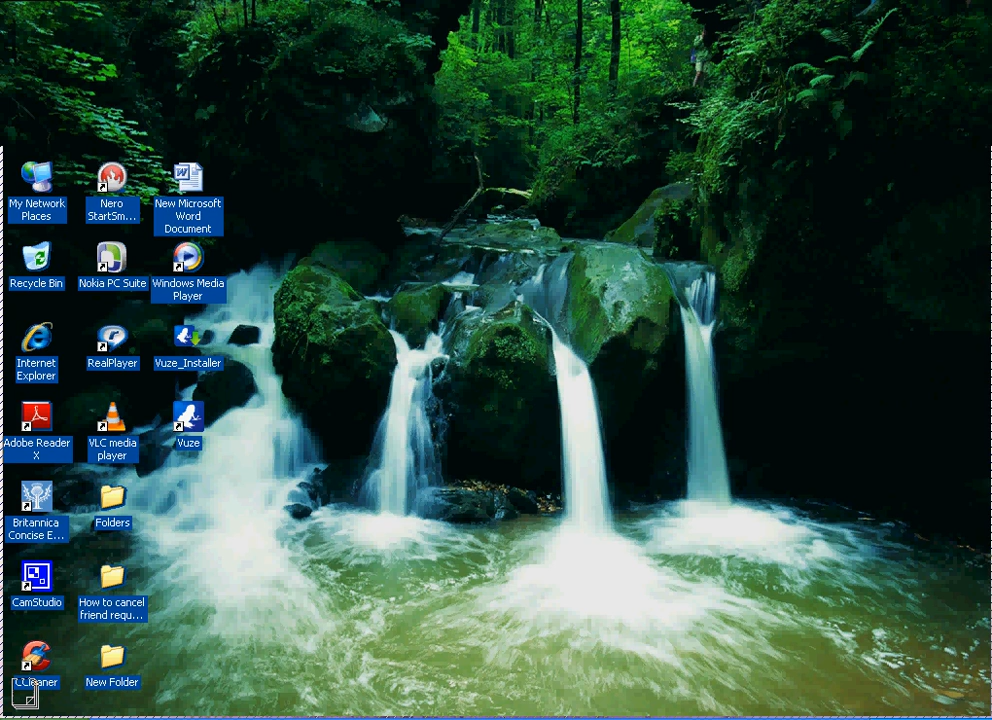 My Network
Places
Nero
StartSm...
New Microsoft
Word
Document
Recycle Bin
Nokia PC Suite
Windows Media
Player
Internet
Explorer
RealPlayer
Vuze_Installer
Adobe Reader
X
VLC media
player
Vuze
Britannica
Concise E...
Folders
CamStudio
How to cancel
friend requ...
CCleaner
New Folder